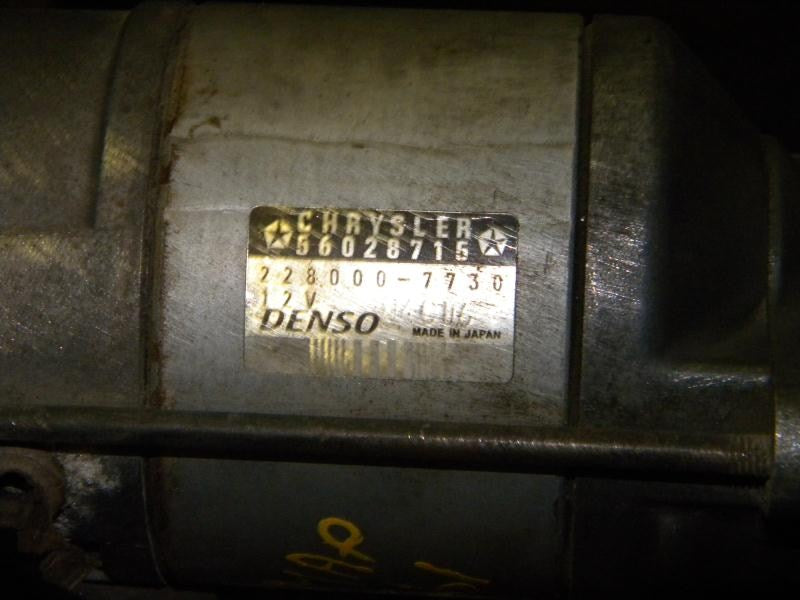 CHRYSLER
56028715
228000-7730
12V
DENSO MADE IN JAPAN